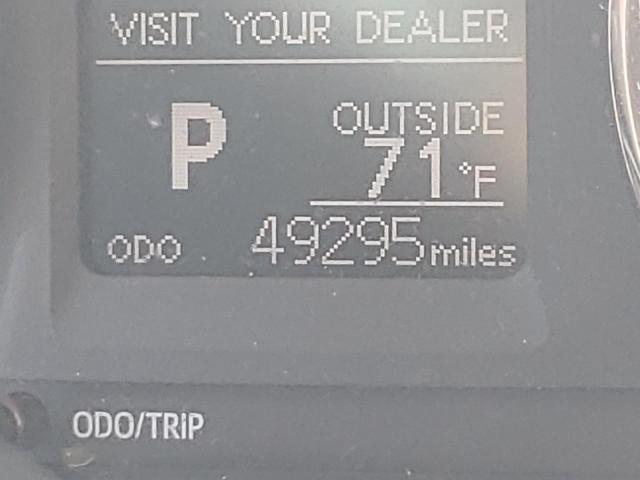 VISIT YOUR DEALER
P
OUTSIDE
71°F
ODO 49295 miles
ODO/TRIP